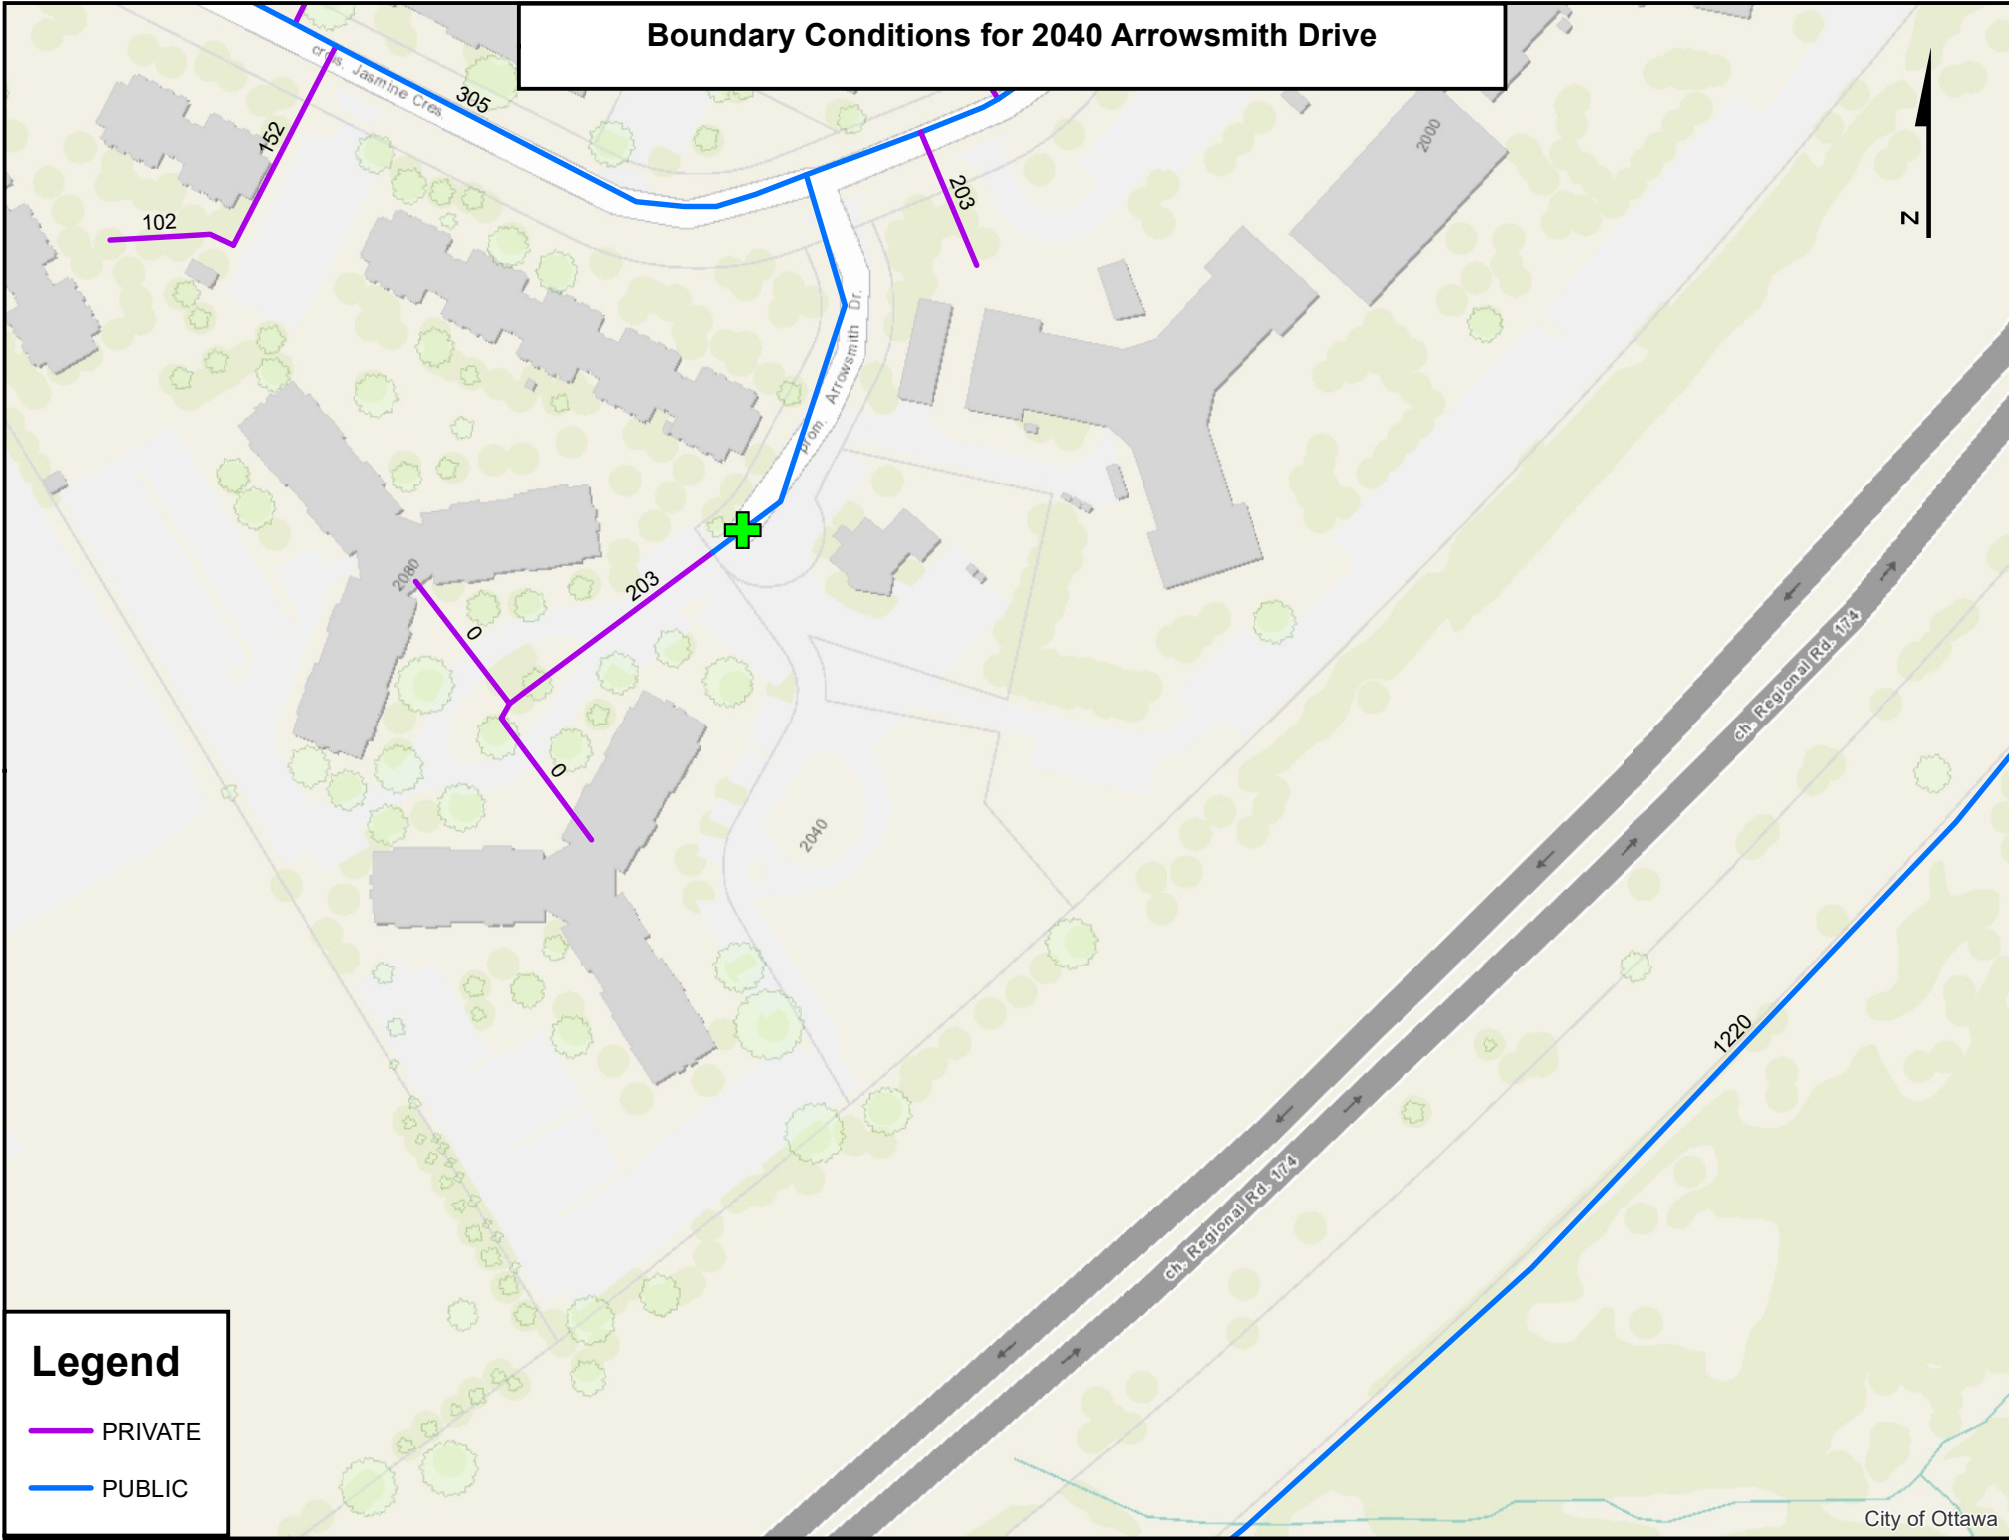 Boundary Conditions for 2040 Arrowsmith Drive
crois. Jasmine Cres.
305
152
102
203
2000
N
prom. Arrowsmith Dr.
2080
203
0
0
2040
ch. Regional Rd. 174
1220
ch. Regional Rd. 174
Legend
PRIVATE
PUBLIC
City of Ottawa